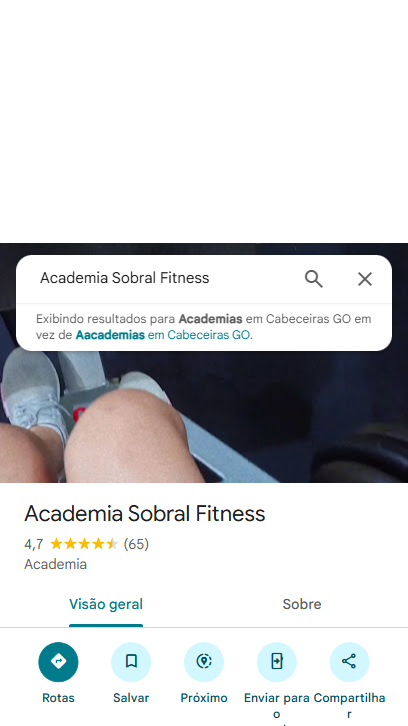 Academia Sobral Fitness
Exibindo resultados para Academias em Cabeceiras GO em
vez de Aacademias em Cabeceiras GO.
Academia Sobral Fitness
4,7 (65)
Academia
Visão geral Sobre
Rotas Salvar Próximo Enviar para Compartilha
o r